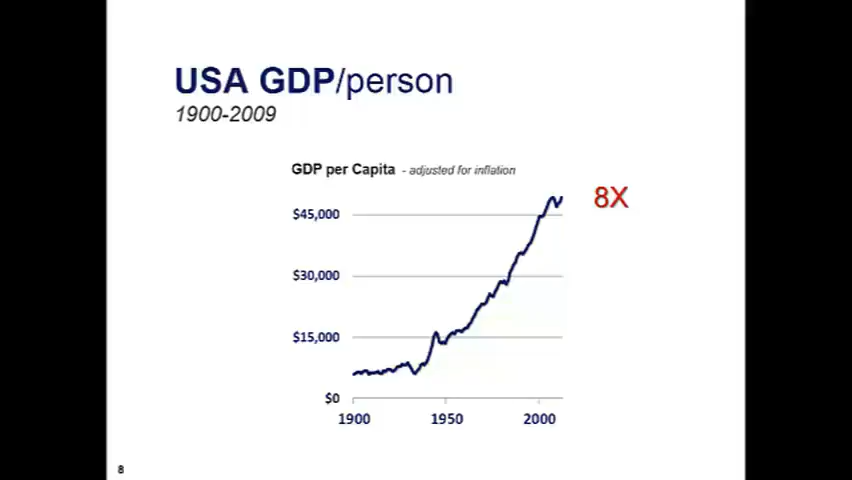 USA GDP/person
1900-2009
GDP per Capita - adjusted for inflation
8X
$45,000
$30,000
$15,000
$0
1900 1950 2000
8